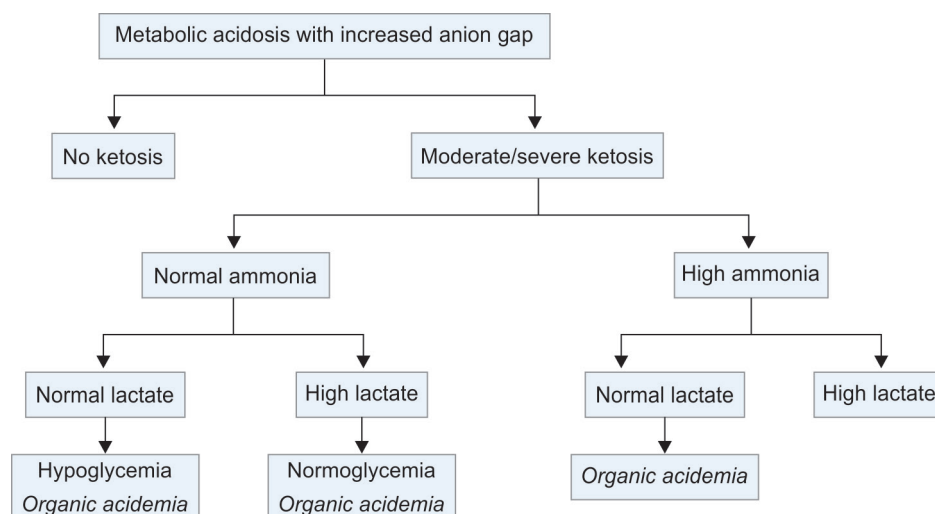 Metabolic acidosis with increased anion gap
No ketosis
Moderate/severe ketosis
Normal ammonia
High ammonia
Normal lactate
High lactate
Normal lactate
High lactate
Hypoglycemia
Organic acidemia
Normoglycemia
Organic acidemia
Organic acidemia